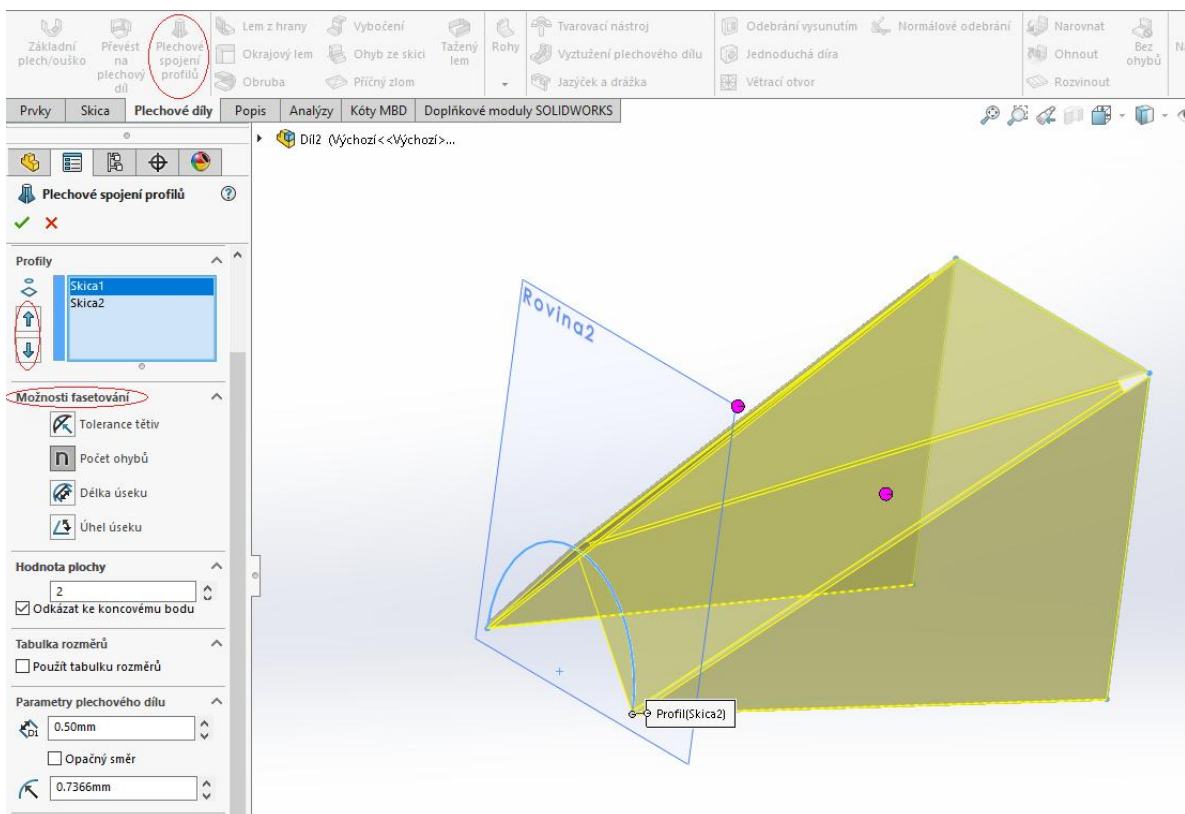 Základní plech/ouško
Převést na plechový díl
Plechové spojení profilů
Lem z hrany
Okrajový lem
Obruba
Vybočení
Ohyb ze skici
Příčný zlom
Tažený lem
Rohy
Tvarovací nástroj
Vyztužení plechového dílu
Jazýček a drážka
Odebrání vysunutím
Jednoduchá díra
Větrací otvor
Normálové odebrání
Narovnat
Ohnout
Rozvinout
Bez ohybů
Prvky Skica Plechové díly Popis Analýzy Kóty MBD Doplňkové moduly SOLIDWORKS
Díl2 (Výchozí<<Výchozí>...
Plechové spojení profilů
Profily
Skica1
Skica2
Možnosti fasetování
Tolerance tětiv
Počet ohybů
Délka úseku
Úhel úseku
Hodnota plochy
2
Odkázat ke koncovému bodu
Tabulka rozměrů
Použít tabulku rozměrů
Parametry plechového dílu
0.50mm
Opačný směr
0.7366mm
Rovina2
Profil(Skica2)